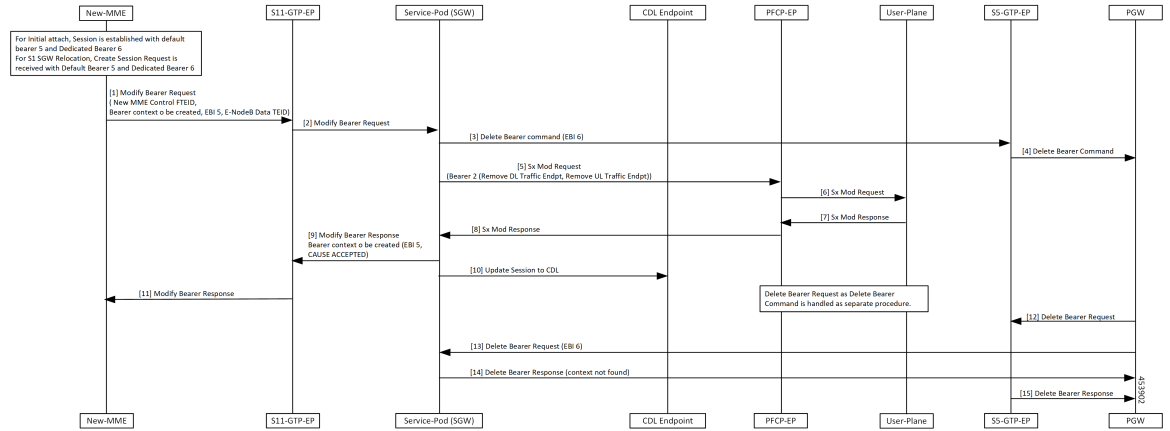 New-MME
S11-GTP-EP
Service-Pod (SGW)
CDL Endpoint
PFCP-EP
User-Plane
S5-GTP-EP
PGW
For Initial attach, Session is established with default
bearer 5 and Dedicated Bearer 6
For S1 SGW Relocation, Create Session Request is
received with Default Bearer 5 and Dedicated Bearer 6
[1] Modify Bearer Request
( New MME Control FTEID,
Bearer context o be created, EBI 5, E-NodeB Data TEID)
[2] Modify Bearer Request
[3] Delete Bearer command (EBI 6)
[4] Delete Bearer Command
[5] Sx Mod Request
(Bearer 2 (Remove DL Traffic Endpt, Remove UL Traffic Endpt))
[6] Sx Mod Request
[7] Sx Mod Response
[8] Sx Mod Response
[9] Modify Bearer Response
Bearer context o be created (EBI 5,
CAUSE ACCEPTED)
[10] Update Session to CDL
[11] Modify Bearer Response
Delete Bearer Request as Delete Bearer
Command is handled as separate procedure.
[12] Delete Bearer Request
[13] Delete Bearer Request (EBI 6)
[14] Delete Bearer Response (context not found)
[15] Delete Bearer Response
453902
New-MME
S11-GTP-EP
Service-Pod (SGW)
CDL Endpoint
PFCP-EP
User-Plane
S5-GTP-EP
PGW